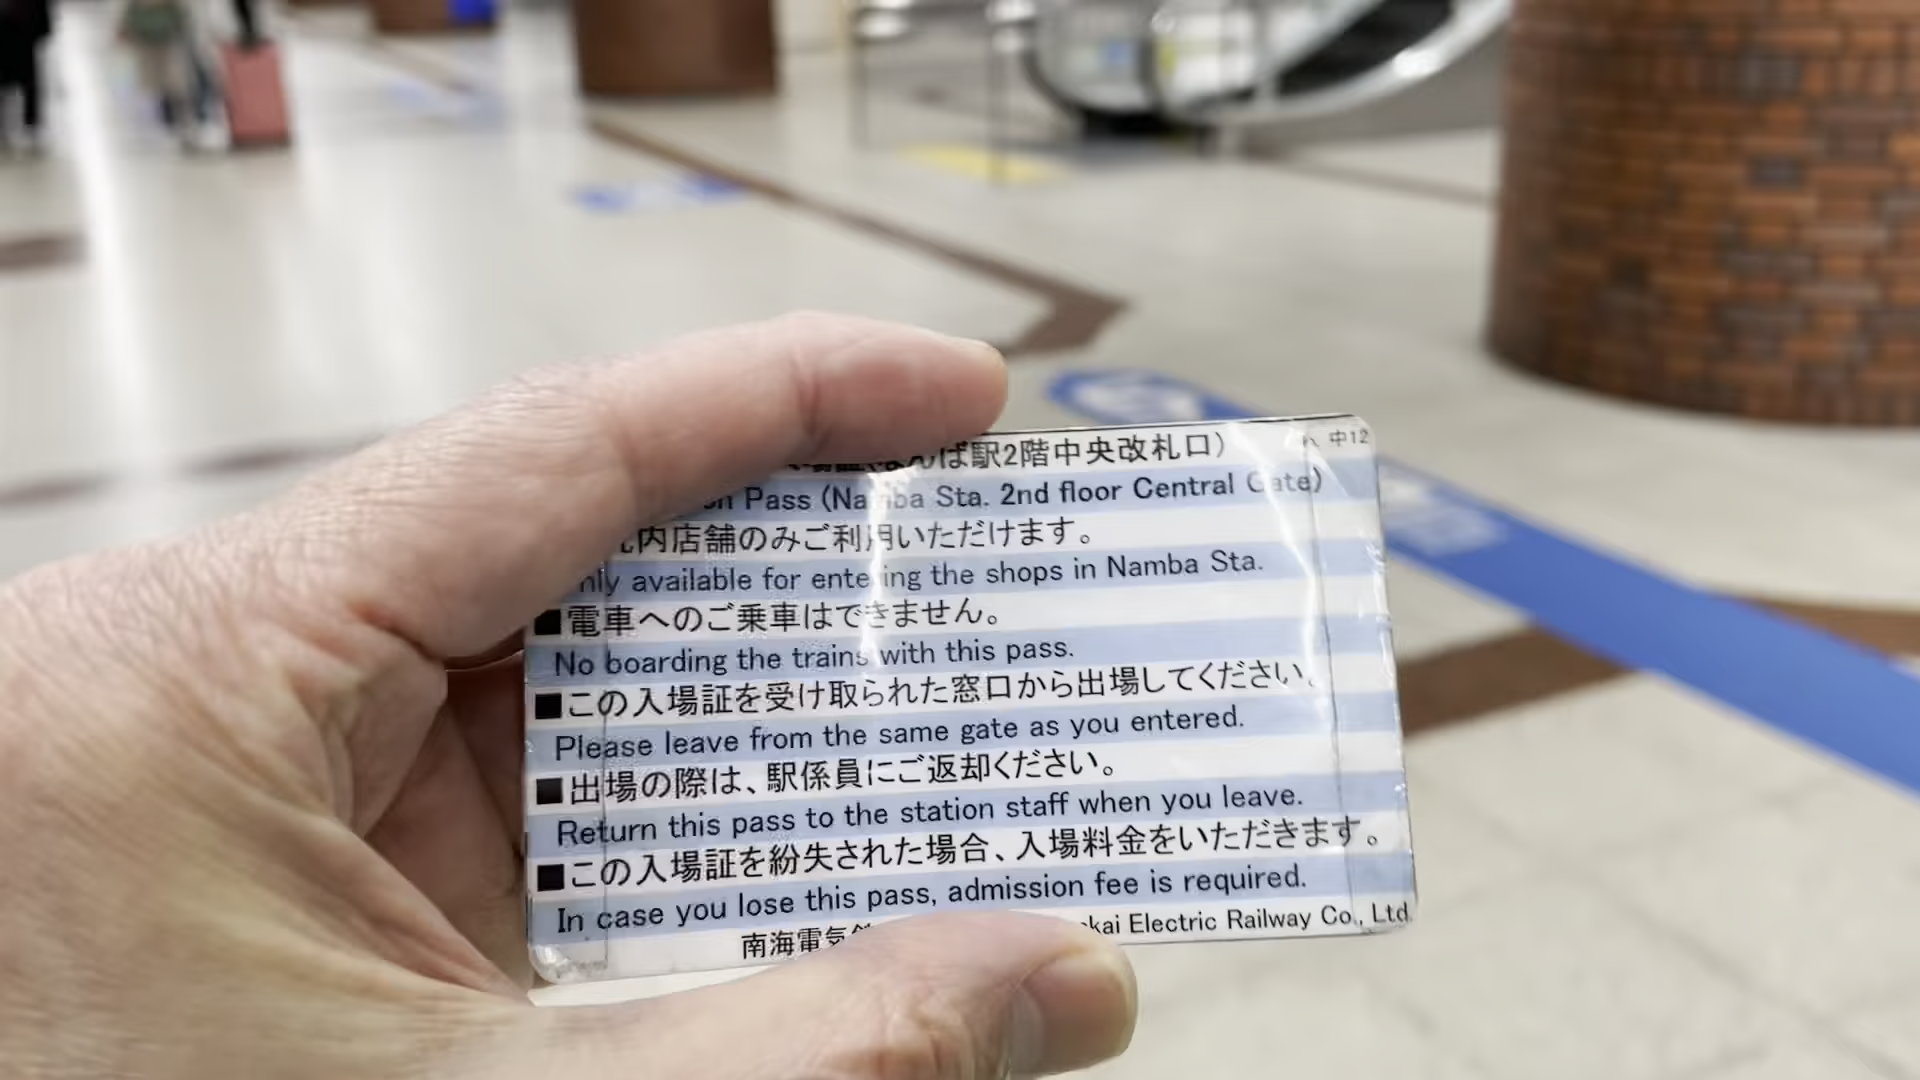 ば駅2階中央改札口) 中12
Pass (Namba Sta. 2nd floor Central Gate)
内店舗のみご利用いただけます。
available for entering the shops in Namba Sta.
■電車へのご乗車はできません。
No boarding the trains with this pass.
■この入場証を受け取られた窓口から出場してください。
Please leave from the same gate as you entered.
■出場の際は、駅係員にご返却ください。
Return this pass to the station staff when you leave.
■この入場証を紛失された場合、入場料金をいただきます。
In case you lose this pass, admission fee is required.
南海電気 Electric Railway Co., Ltd.